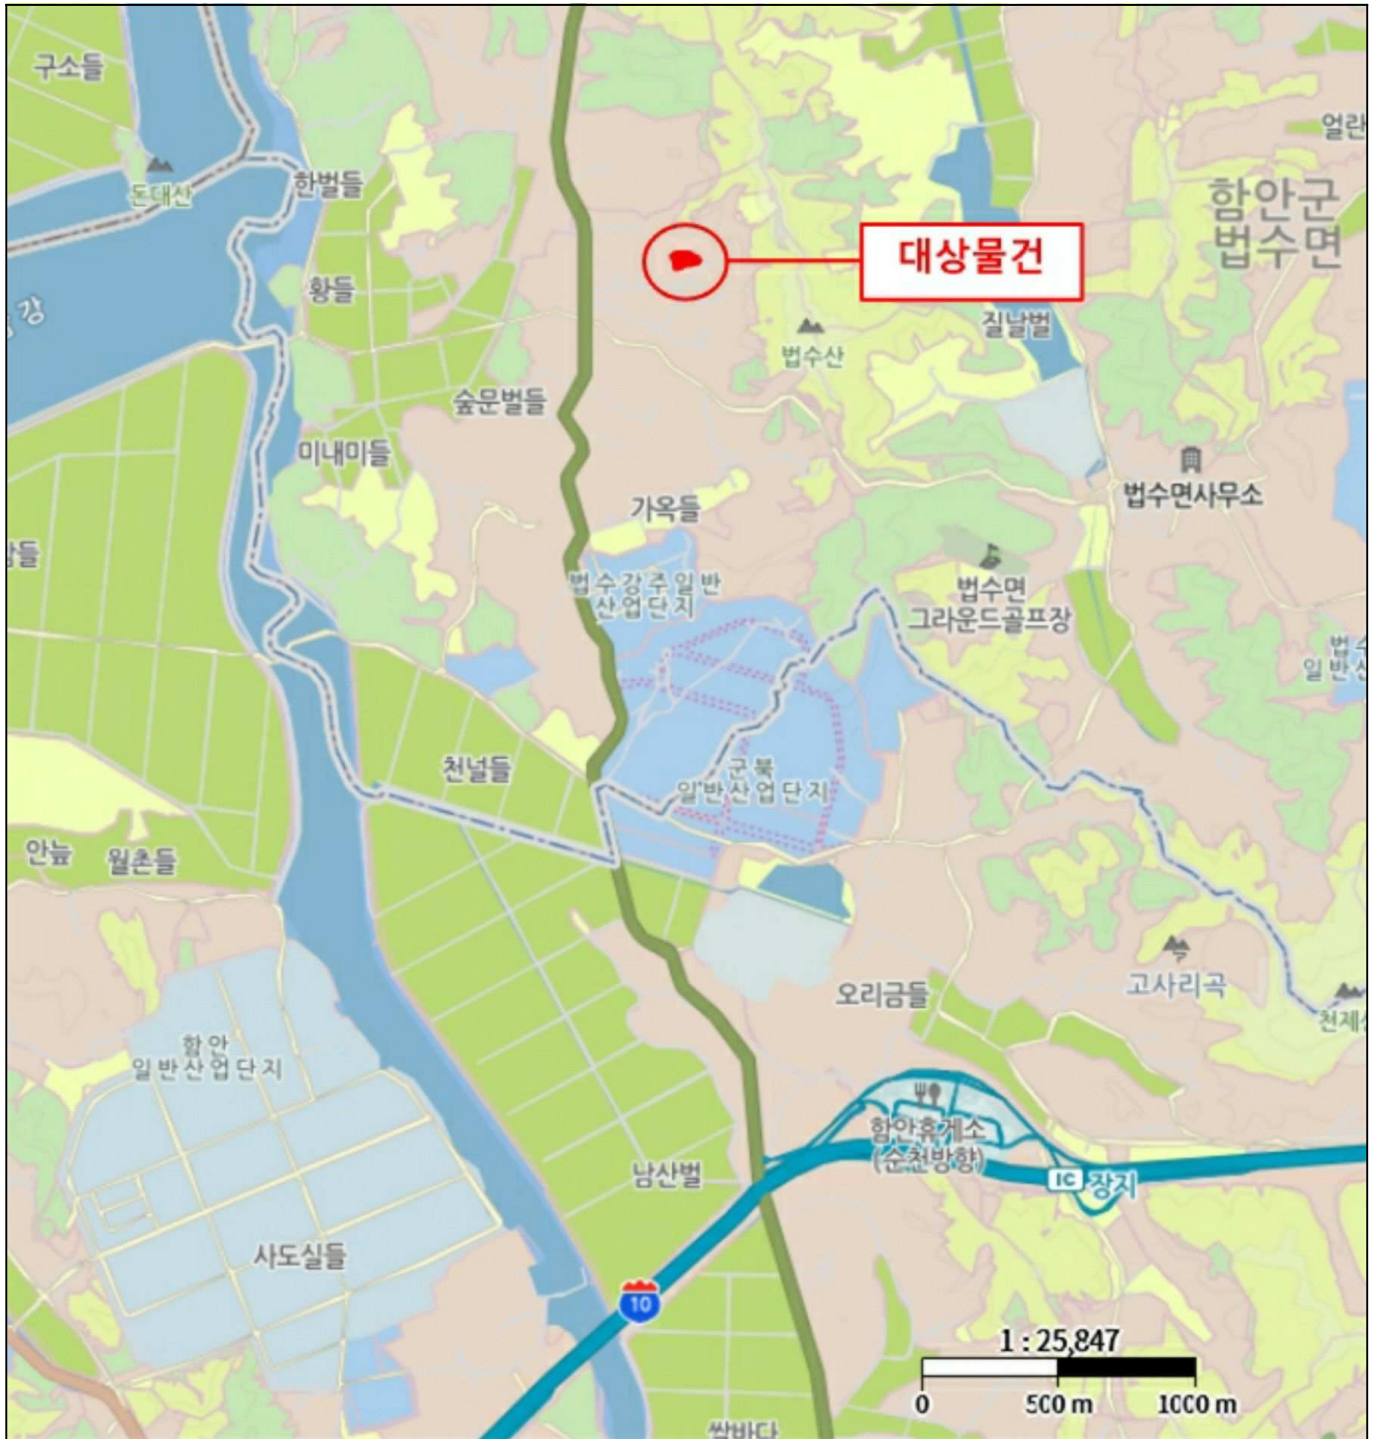 구소들
얼란
돈대산
한벌들
함안군
법수면
대상물건
황들
강
질날벌
법수산
숲문벌들
미내미들
법수면사무소
가옥들
법수강주일반
산업단지
법수면
그라운드골프장
일반산
천널들
군북
일반산업단지
안늪
월촌들
고사리곡
오리금들
천제산
함안
일반산업단지
함안휴게소
(순천방향)
IC 장지
남산벌
사도실들
10
1 : 25,847
0 500 m 1000 m